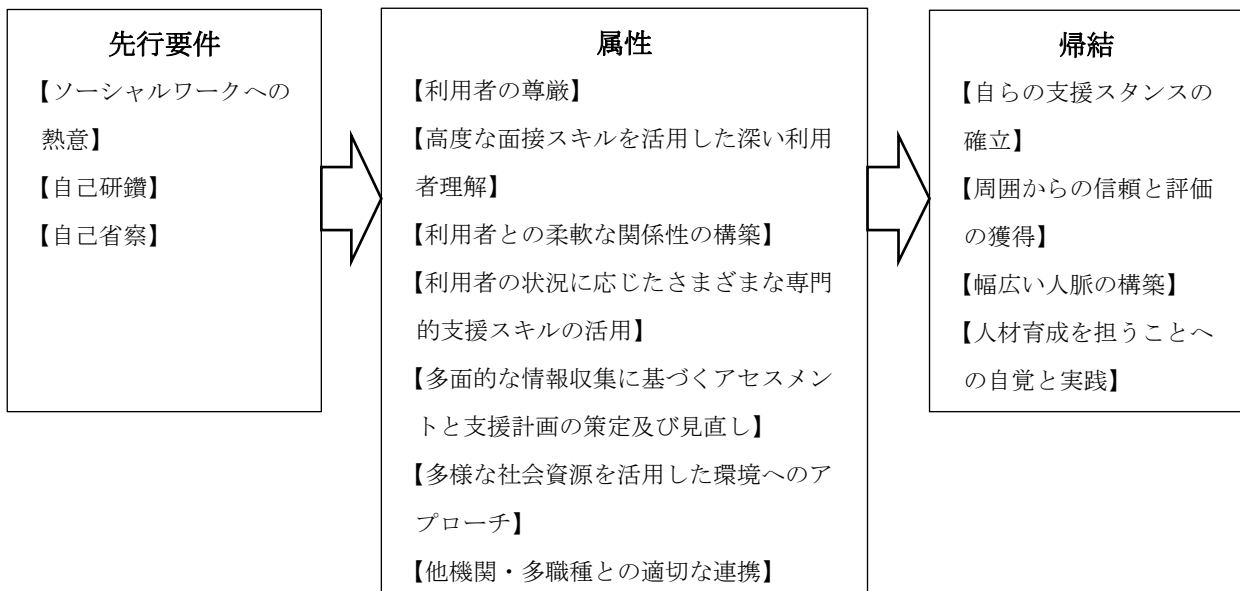 先行要件
【ソーシャルワークへの
熱意】
【自己研鑽】
【自己省察】
属性
【利用者の尊厳】
【高度な面接スキルを活用した深い利用
者理解】
【利用者との柔軟な関係性の構築】
【利用者の状況に応じたさまざまな専門
的支援スキルの活用】
【多面的な情報収集に基づくアセスメン
トと支援計画の策定及び見直し】
【多様な社会資源を活用した環境へのア
プローチ】
【他機関・多職種との適切な連携】
帰結
【自らの支援スタンスの
確立】
【周囲からの信頼と評価
の獲得】
【幅広い人脈の構築】
【人材育成を担うことへ
の自覚と実践】